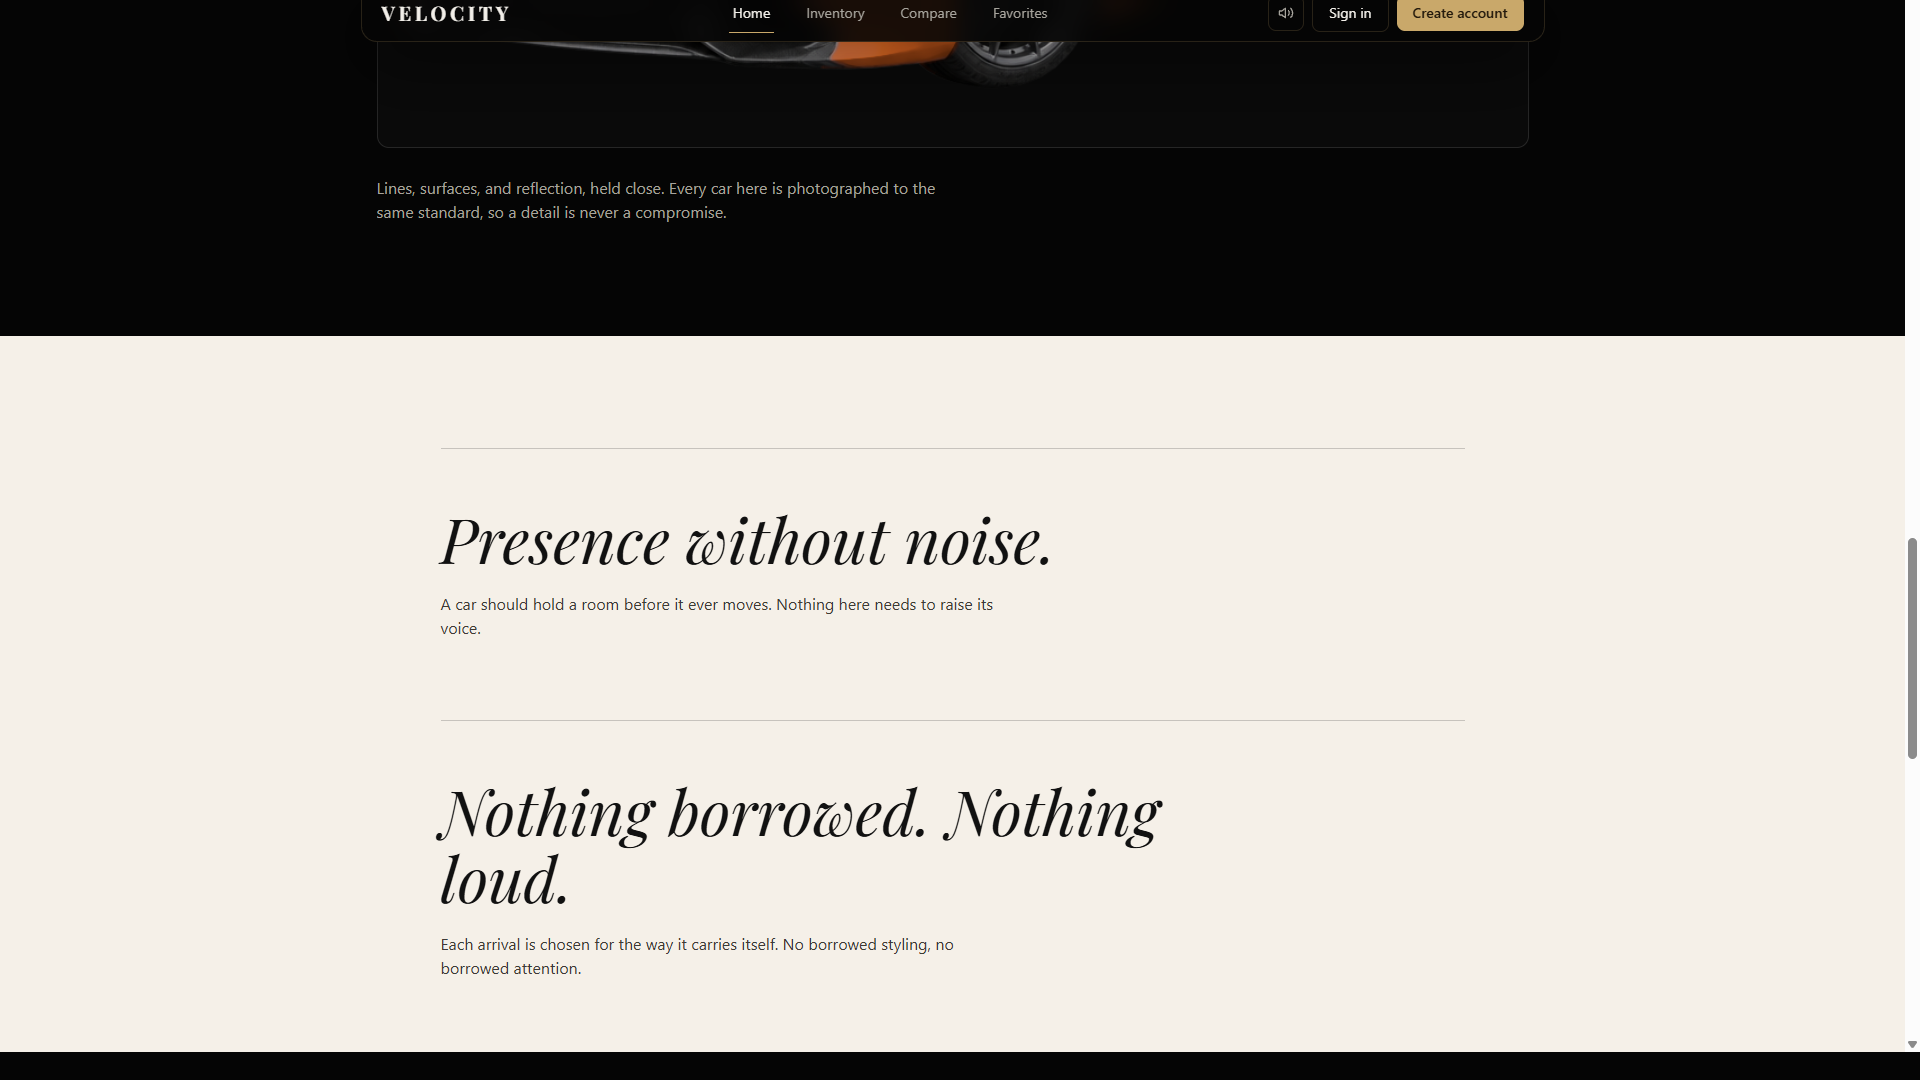 VELOCITY
Home
Inventory
Compare
Favorites
Sign in
Create account
Lines, surfaces, and reflection, held close. Every car here is photographed to the
same standard, so a detail is never a compromise.
Presence without noise.
A car should hold a room before it ever moves. Nothing here needs to raise its
voice.
Nothing borrowed. Nothing
loud.
Each arrival is chosen for the way it carries itself. No borrowed styling, no
borrowed attention.